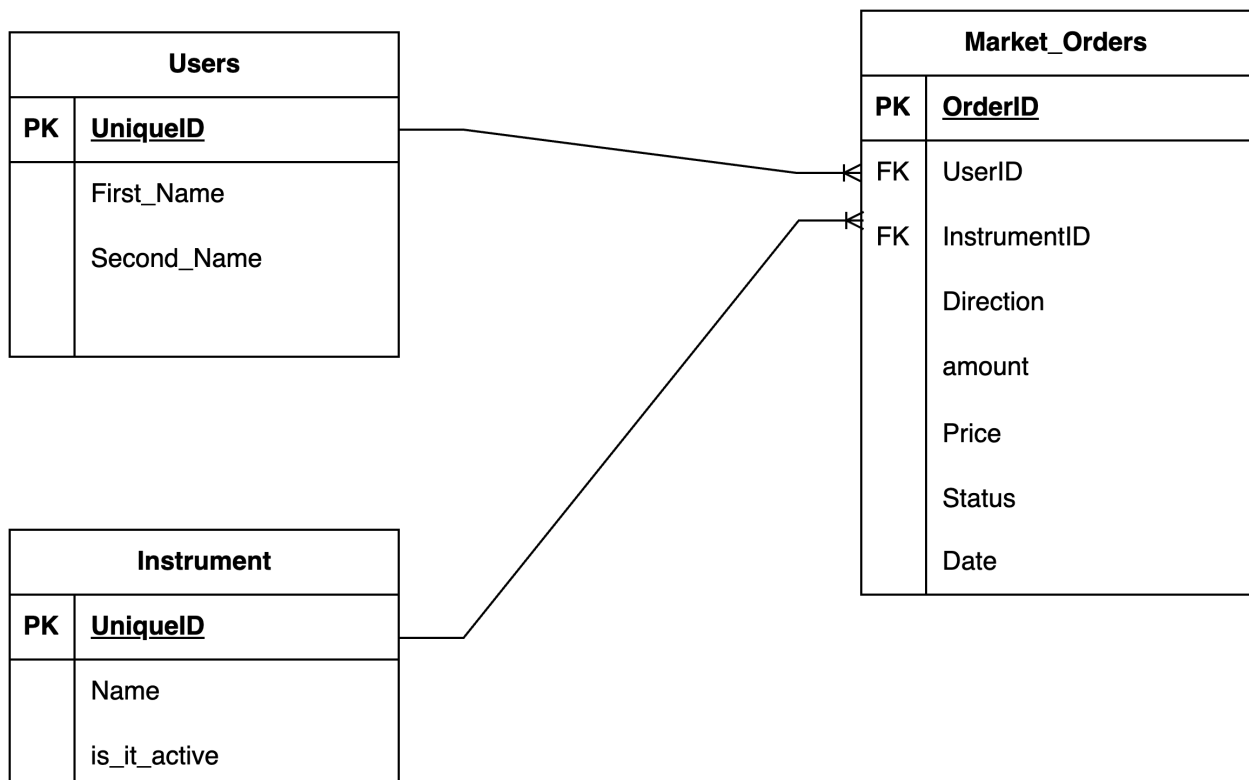 Users
PK UniqueID
First_Name
Second_Name
Market_Orders
PK OrderID
FK UserID
FK InstrumentID
Direction
amount
Price
Status
Date
Instrument
PK UniqueID
Name
is_it_active